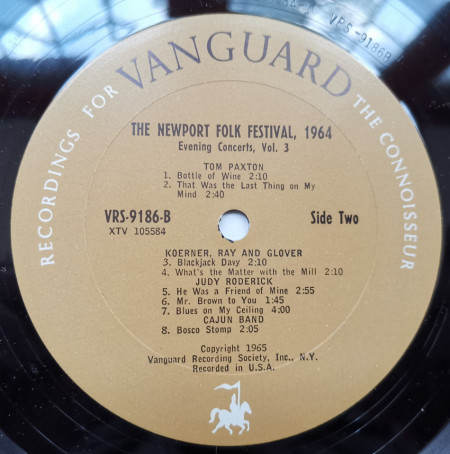 VRS-9186B
RECORDINGS FOR VANGUARD THE CONNOISSEUR
THE NEWPORT FOLK FESTIVAL, 1964
Evening Concerts, Vol. 3
TOM PAXTON
1. Bottle of Wine 2:10
2. That Was the Last Thing on My
Mind 2:40
VRS-9186-B Side Two
XTV 105584
KOERNER, RAY AND GLOVER
3. Blackjack Davy 2:10
4. What's the Matter with the Mill 2:10
JUDY RODERICK
5. He Was a Friend of Mine 2:55
6. Mr. Brown to You 1:45
7. Blues on My Ceiling 4:00
CAJUN BAND
8. Bosco Stomp 2:05
Copyright 1965
Vanguard Recording Society, Inc., N.Y.
Recorded in U.S.A.